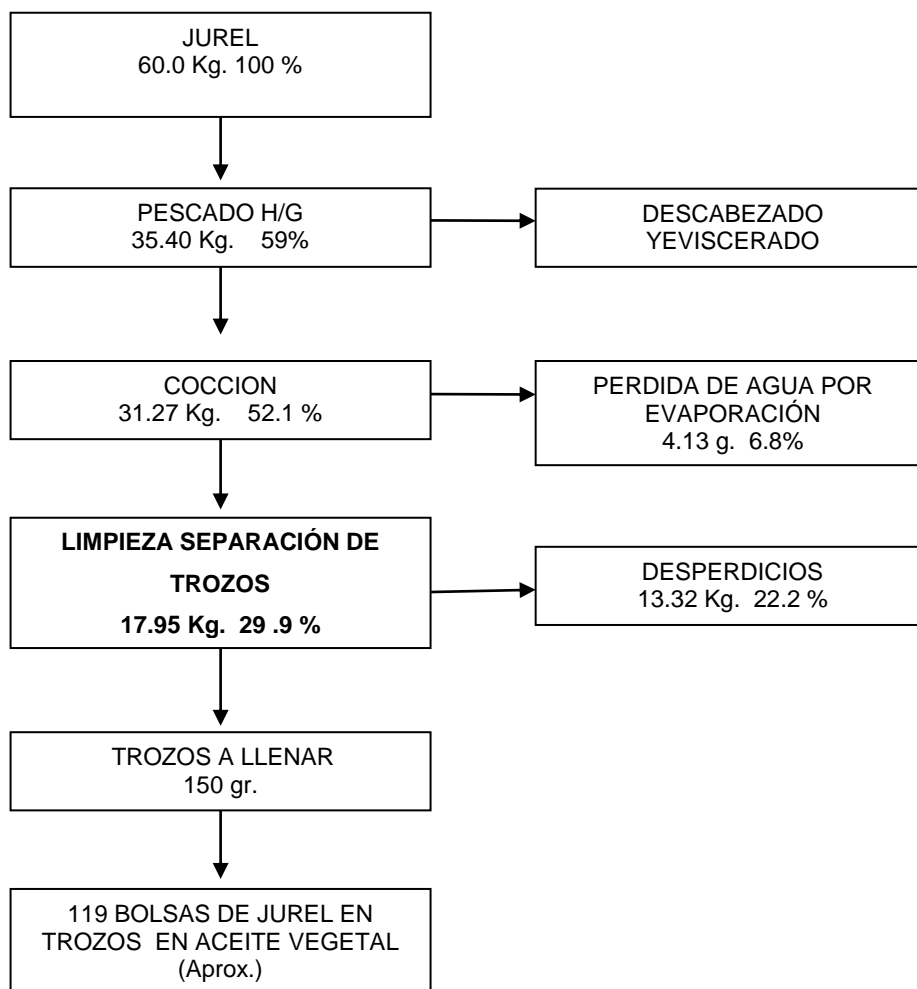 JUREL
60.0 Kg. 100 %
PESCADO H/G
35.40 Kg. 59%
DESCABEZADO
YEVISCERADO
COCCION
31.27 Kg. 52.1 %
PERDIDA DE AGUA POR
EVAPORACIÓN
4.13 g. 6.8%
LIMPIEZA SEPARACIÓN DE
TROZOS
17.95 Kg. 29 .9 %
DESPERDICIOS
13.32 Kg. 22.2 %
TROZOS A LLENAR
150 gr.
119 BOLSAS DE JUREL EN
TROZOS EN ACEITE VEGETAL
(Aprox.)